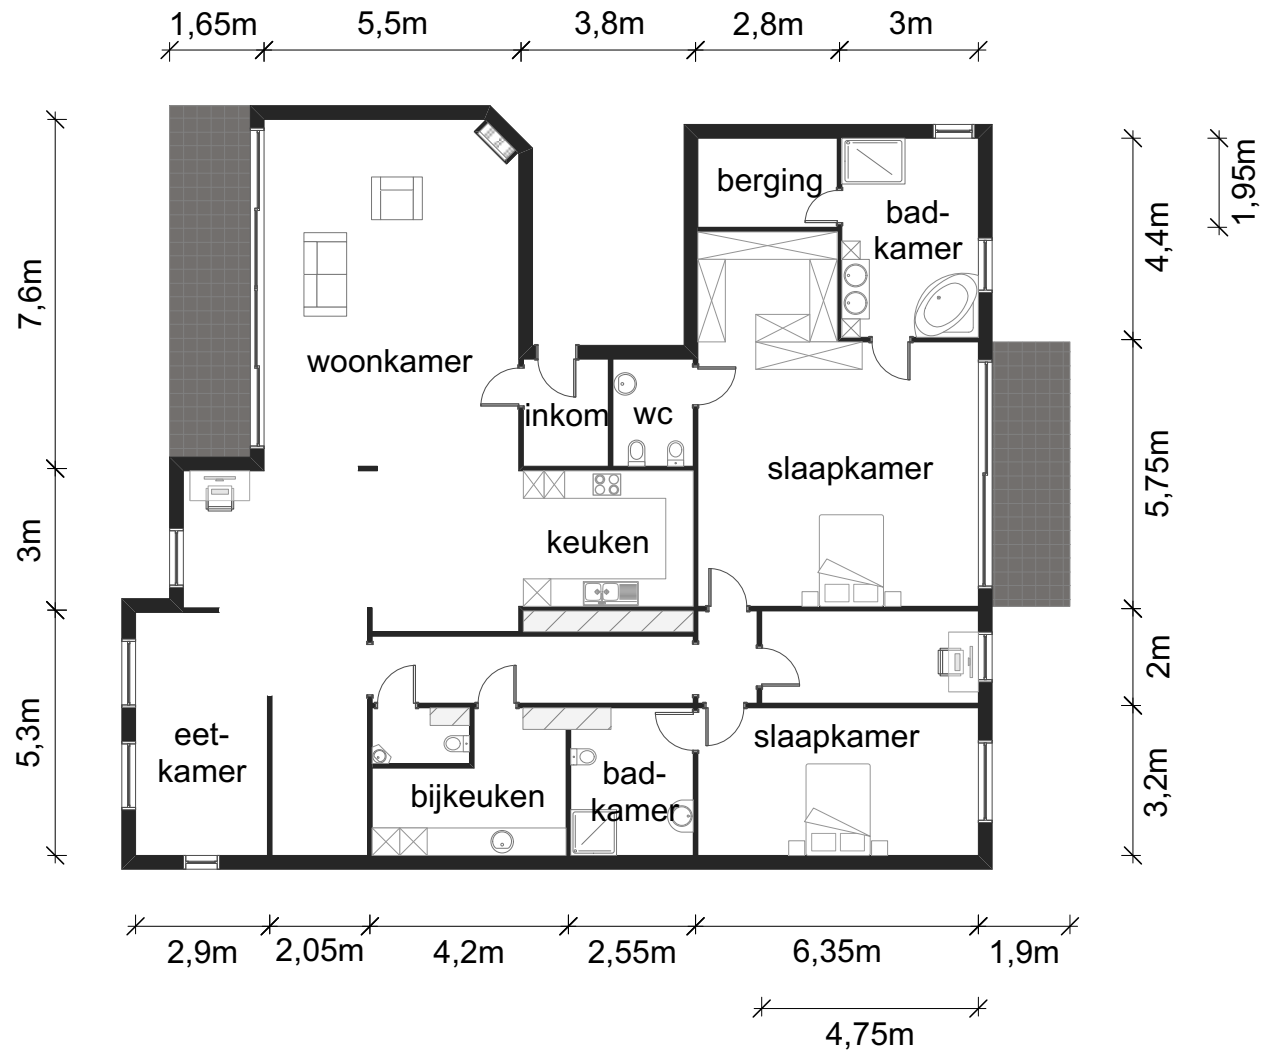 1,65m
5,5m
3,8m
2,8m
3m
berging
bad-
kamer
1,95m
4,4m
7,6m
woonkamer
inkom
wc
slaapkamer
5,75m
3m
keuken
2m
5,3m
eet-
kamer
slaapkamer
bijkeuken
bad-
kamer
3,2m
2,9m
2,05m
4,2m
2,55m
6,35m
1,9m
4,75m